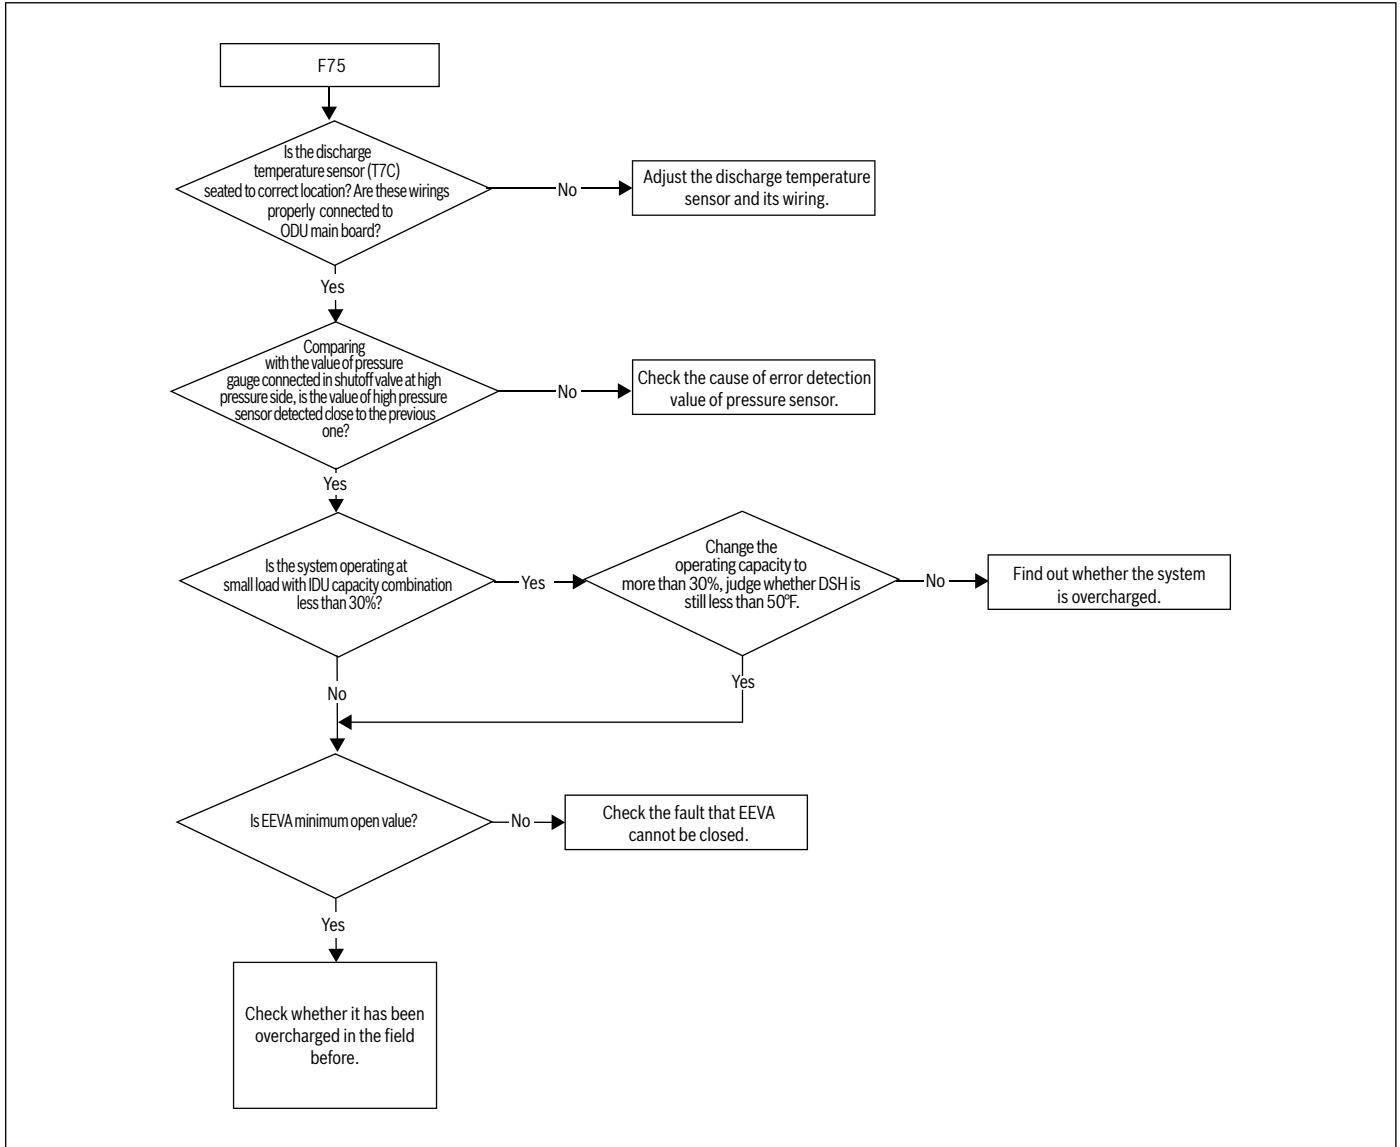 F75
Is the discharge
temperature sensor (T7C)
seated to correct location? Are these wirings
properly connected to
ODU main board?
No
Adjust the discharge temperature
sensor and its wiring.
Yes
Comparing
with the value of pressure
gauge connected in shutoff valve at high
pressure side, is the value of high pressure
sensor detected close to the previous
one?
No
Check the cause of error detection
value of pressure sensor.
Yes
Is the system operating at
small load with IDU capacity combination
less than 30%?
Yes
Change the
operating capacity to
more than 30%, judge whether DSH is
still less than 50°F.
No
Find out whether the system
is overcharged.
No
Yes
Is EEVA minimum open value?
No
Check the fault that EEVA
cannot be closed.
Yes
Check whether it has been
overcharged in the field
before.